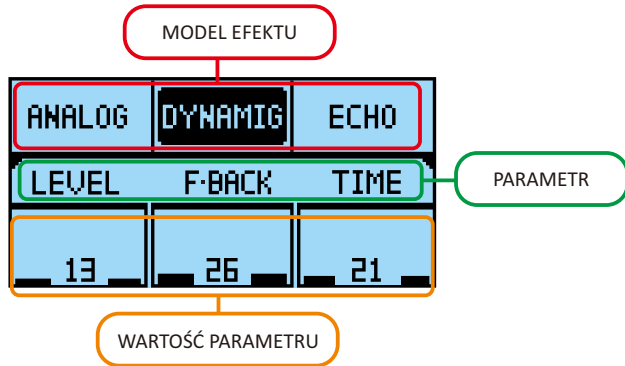 MODEL EFEKTU
ANALOG DYNAMIG ECHO
LEVEL F·BACK TIME
PARAMETR
13 26 21
WARTOŚĆ PARAMETRU